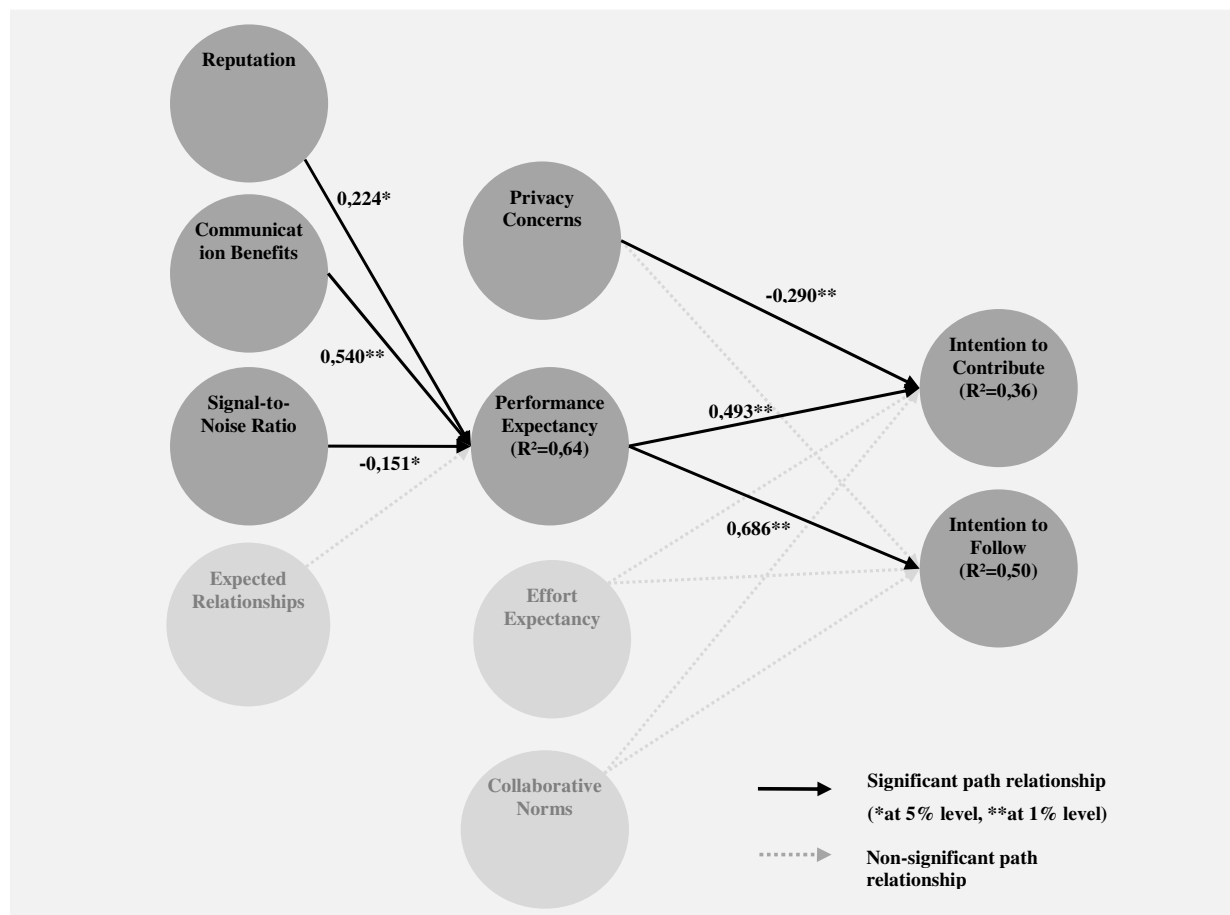 Reputation
0,224*
Communicat
ion Benefits
0,540**
Signal-to-
Noise Ratio
-0,151*
Expected
Relationships
Privacy
Concerns
-0,290**
Performance
Expectancy
(R²=0,64)
0,493**
0,686**
Effort
Expectancy
Collaborative
Norms
Intention to
Contribute
(R²=0,36)
Intention to
Follow
(R²=0,50)
Significant path relationship
(*at 5% level, **at 1% level)
Non-significant path
relationship